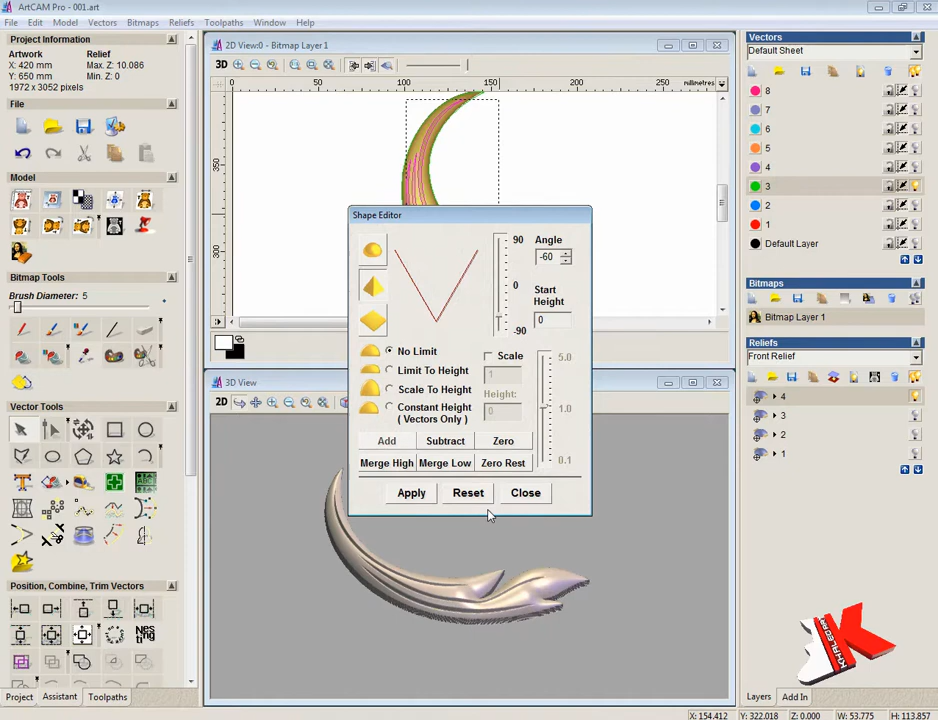 ArtCAM Pro - 001.art
File Edit Model Vectors Bitmaps Reliefs Toolpaths Window Help
Project Information
Artwork Relief
X: 420 mm Max. Z: 10.086
Y: 650 mm Min. Z: 0
1972 x 3052 pixels
File
Model
Bitmap Tools
Brush Diameter: 5
Vector Tools
Position, Combine, Trim Vectors
Nesting
Project Assistant Toolpaths
2D View:0 - Bitmap Layer 1
3D
0 50 100 150 200 250 millimetres
350
300
Shape Editor
90
0
-90
Angle
-60
Start
Height
0
No Limit
Limit To Height
Scale To Height
Constant Height
( Vectors Only )
Scale
1
Height:
0
5.0
1.0
0.1
Add Subtract Zero
Merge High Merge Low Zero Rest
Apply Reset Close
3D View
2D
Vectors
Default Sheet
8
7
6
5
4
3
2
1
Default Layer
Bitmaps
Bitmap Layer 1
Reliefs
Front Relief
4
3
2
1
KHALEDRA
Layers Add In
X: 154.412 Y: 322.018 Z: 0.000 W: 53.775 H: 113.857